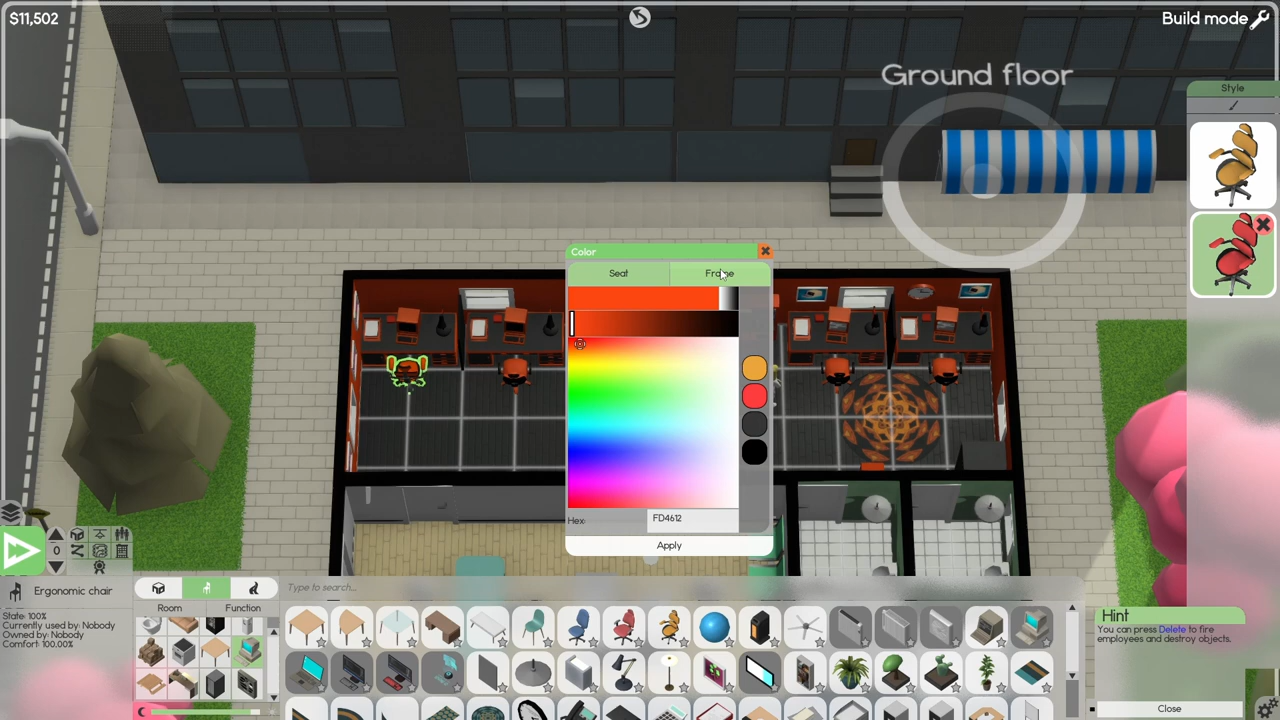 $11,502
Build mode
Ground floor
Style
Color
Seat
Frame
Hex:
FD4612
Apply
0
Ergonomic chair
State: 100%
Currently used by: Nobody
Owned by: Nobody
Comfort: 100.00%
Room
Function
Type to search...
Hint
You can press Delete to fire
employees and destroy objects.
Close